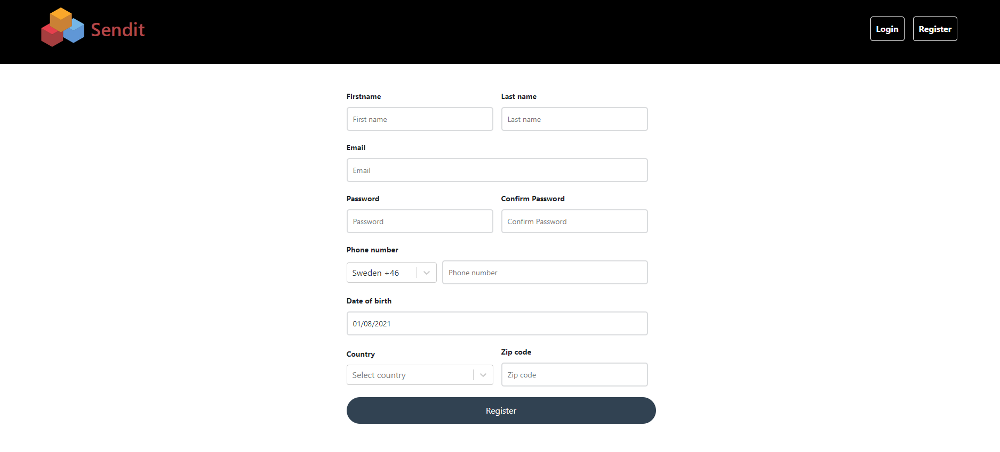 Sendit
Login Register
Firstname Last name
First name Last name
Email
Email
Password Confirm Password
Password Confirm Password
Phone number
Sweden +46 Phone number
Date of birth
01/08/2021
Country Zip code
Select country Zip code
Register